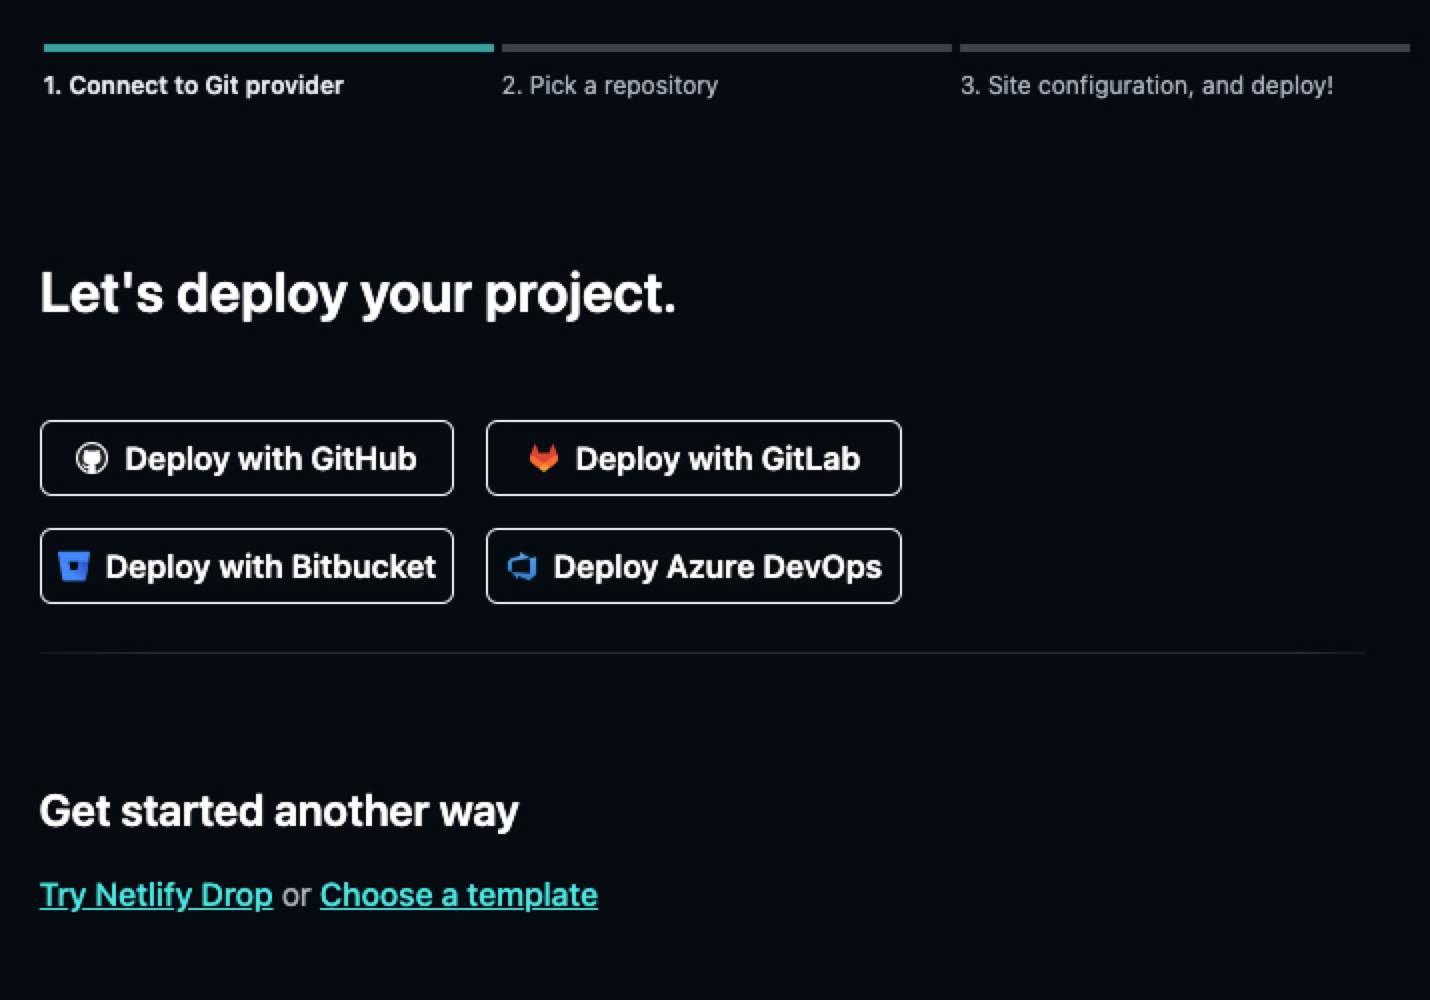 1. Connect to Git provider
2. Pick a repository
3. Site configuration, and deploy!
Let's deploy your project.
Deploy with GitHub
Deploy with GitLab
Deploy with Bitbucket
Deploy Azure DevOps
Get started another way
Try Netlify Drop or Choose a template